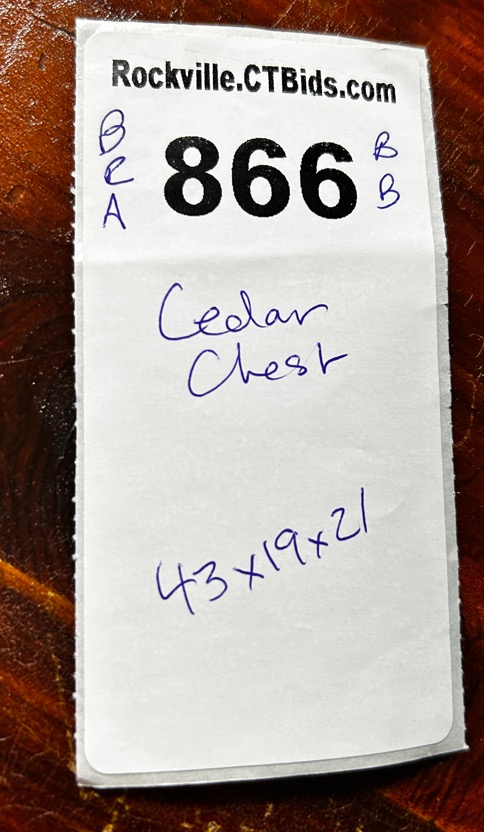 Rockville.CTBids.com
B
C
A
866
B
B
Cedar
Chest
43x19x21